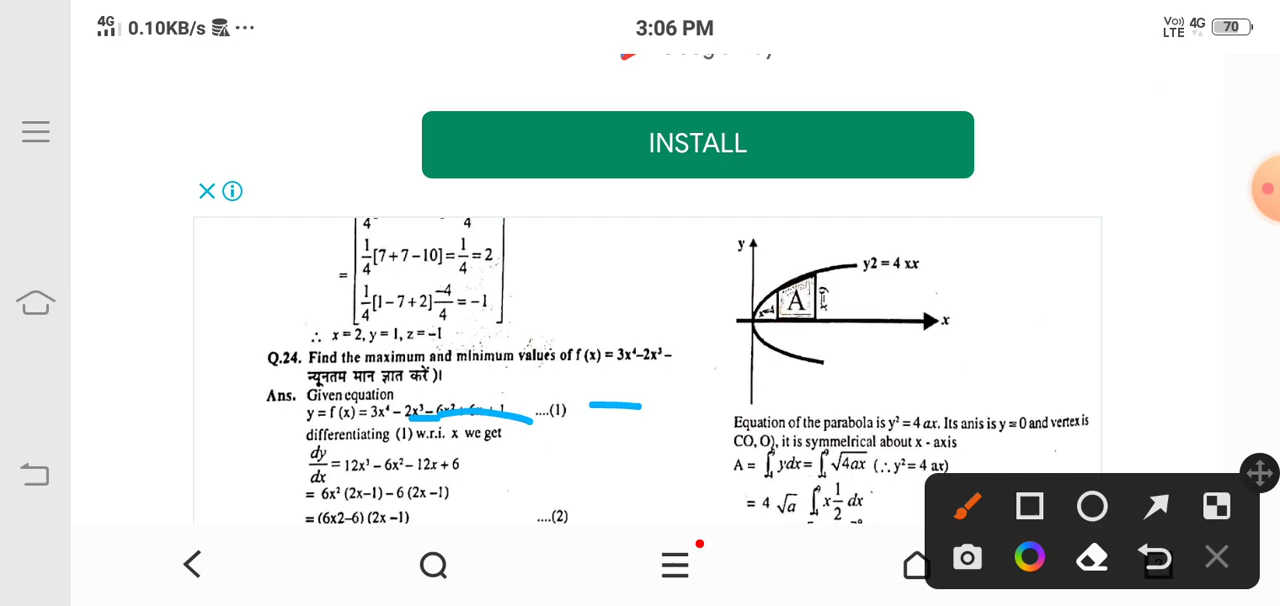 4G 0.10KB/s ... 3:06 PM Vo)) LTE 4G 70
INSTALL
4 4
= 1/4[7+7−10]=1/4=2
1/4[1−7+2] −4/4 = −1
∴ x=2, y=1, z=−1
Q.24. Find the maximum and minimum values of f (x) = 3x⁴–2x³–
न्यूनतम मान ज्ञात करें )।
Ans. Given equation
y = f (x) = 3x⁴ − 2x³ − 6x² + 6x + 1 ....(1)
differentiating (1) w.r.i. x we get
dy/dx = 12x³ − 6x² − 12x + 6
= 6x² (2x−1) − 6 (2x −1)
= (6x2–6) (2x −1) ....(2)
y
y2 = 4 xx
A
x=4
x
Equation of the parabola is y² = 4 ax. Its anis is y = 0 and vertex is
CO, O), it is symmelrical about x - axis
A = ∫ ydx = ∫ √4ax (∴ y² = 4 ax)
= 4 √a ∫ x 1/2 dx